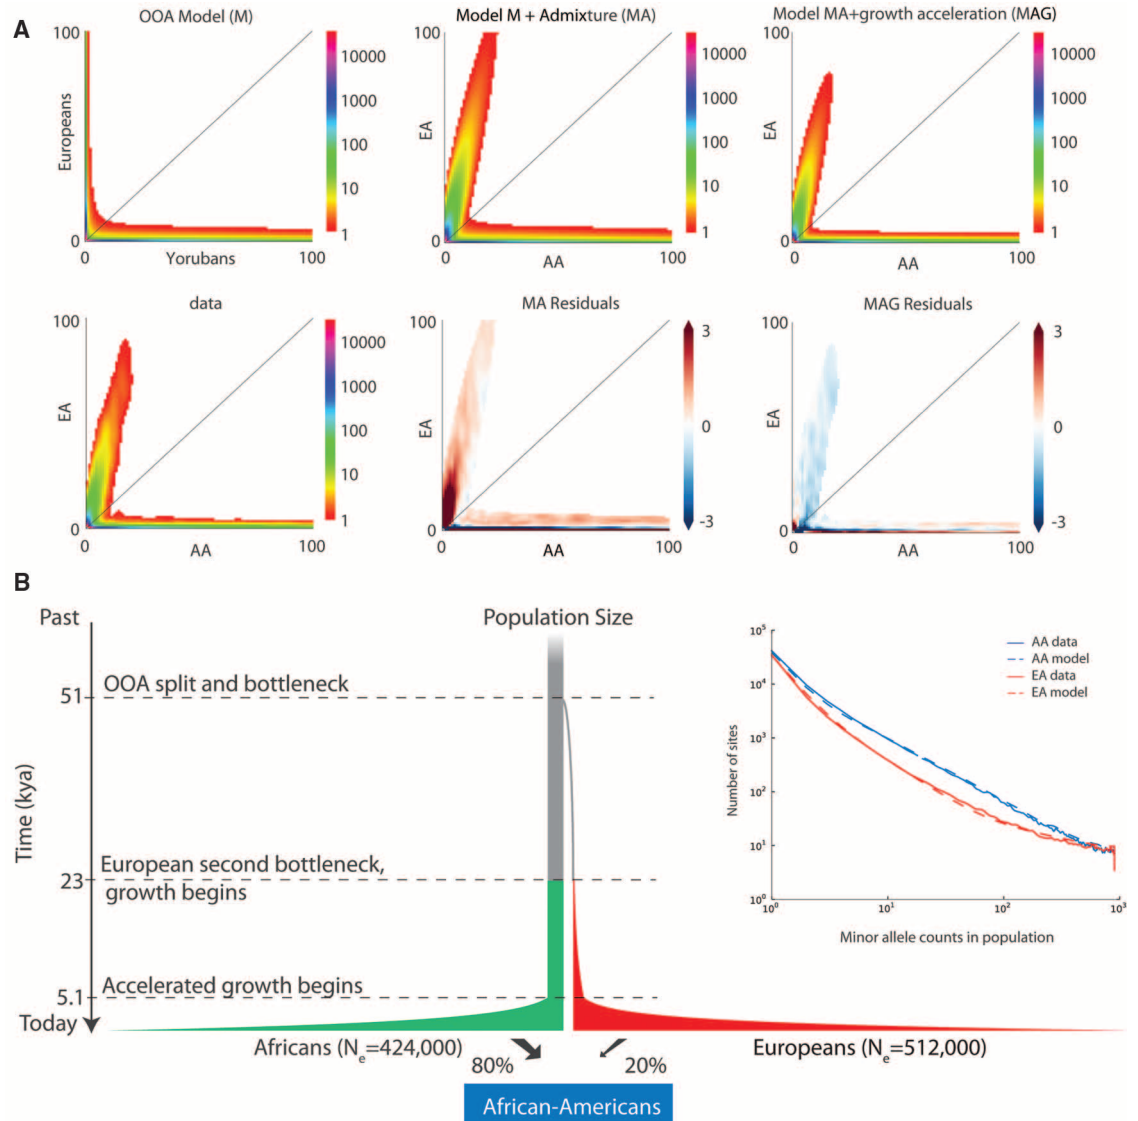 A
OOA Model (M)
Model M + Admixture (MA)
Model MA+growth acceleration (MAG)
100
Europeans
0
0
Yorubans
100
10000
1000
100
10
1
100
EA
0
0
AA
100
10000
1000
100
10
1
100
EA
0
0
AA
100
10000
1000
100
10
1
data
MA Residuals
MAG Residuals
100
EA
0
0
AA
100
10000
1000
100
10
1
100
EA
0
0
AA
100
3
0
-3
100
EA
0
0
AA
100
3
0
-3
B
Past
Population Size
OOA split and bottleneck
51
Time (kya)
European second bottleneck,
growth begins
23
Accelerated growth begins
5.1
Today
Africans (Ne=424,000)
Europeans (Ne=512,000)
80%
20%
African-Americans
AA data
AA model
EA data
EA model
Number of sites
10⁵
10⁴
10³
10²
10¹
10⁰
10⁰
10¹
10²
10³
Minor allele counts in population